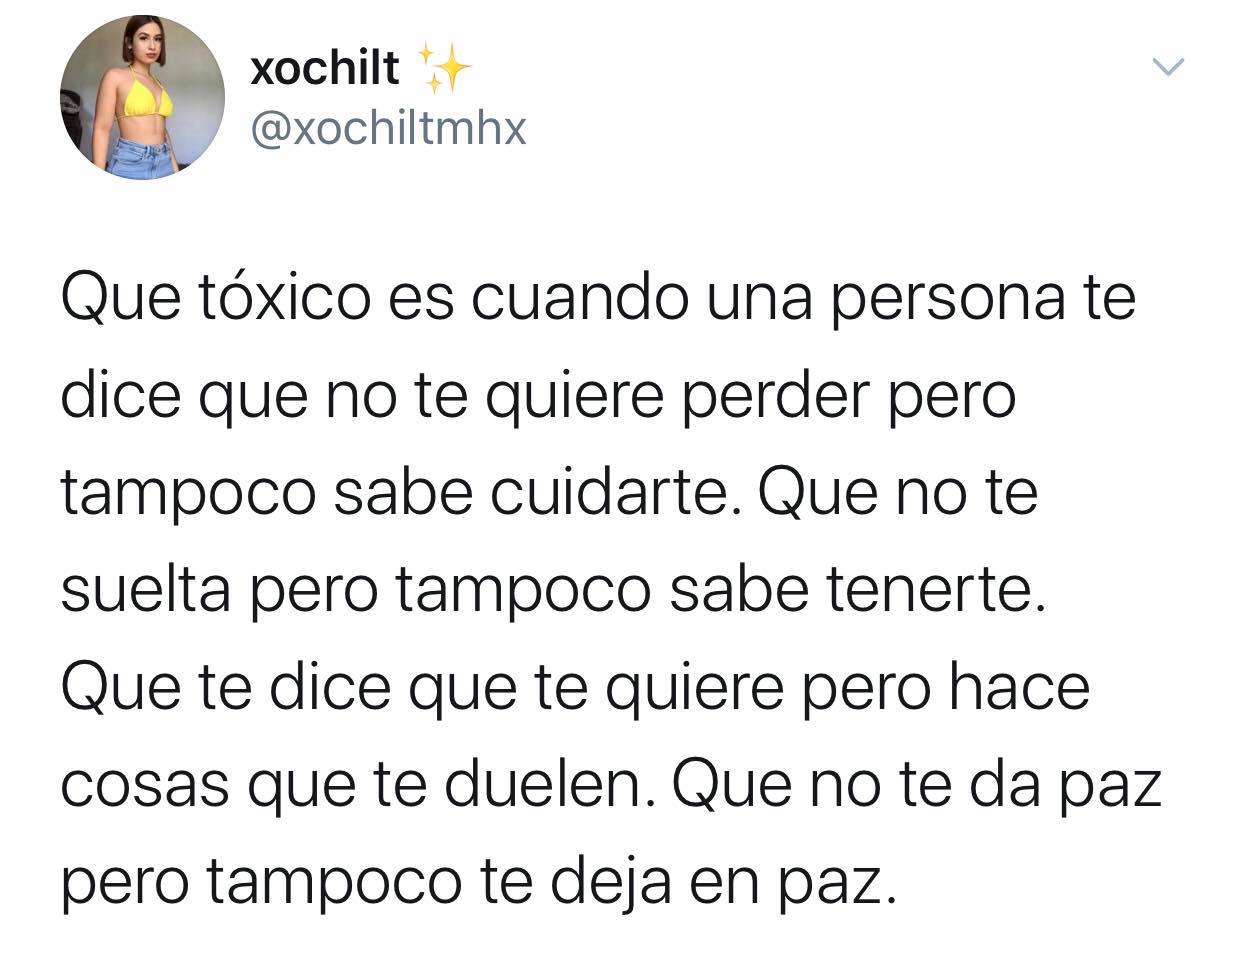 xochilt ✨
@xochiltmhx
Que tóxico es cuando una persona te
dice que no te quiere perder pero
tampoco sabe cuidarte. Que no te
suelta pero tampoco sabe tenerte.
Que te dice que te quiere pero hace
cosas que te duelen. Que no te da paz
pero tampoco te deja en paz.